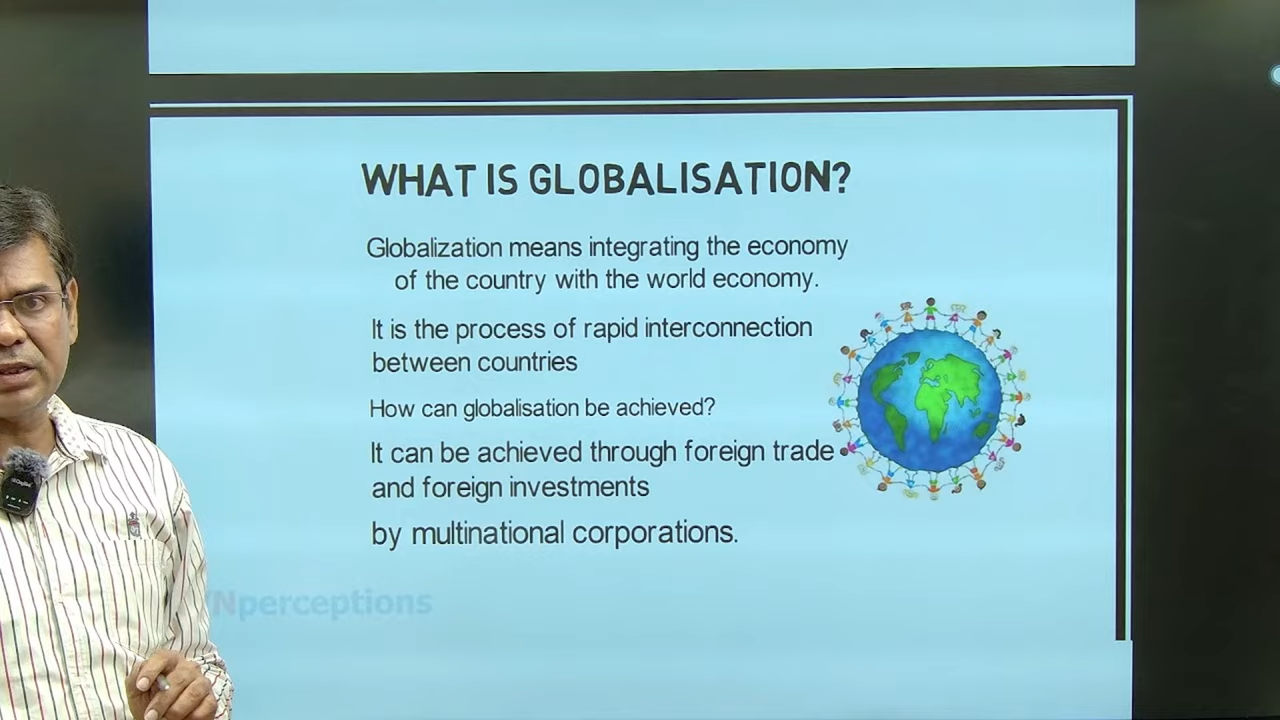 WHAT IS GLOBALISATION?
Globalization means integrating the economy
of the country with the world economy.
It is the process of rapid interconnection
between countries
How can globalisation be achieved?
It can be achieved through foreign trade
and foreign investments
by multinational corporations.
Nperceptions